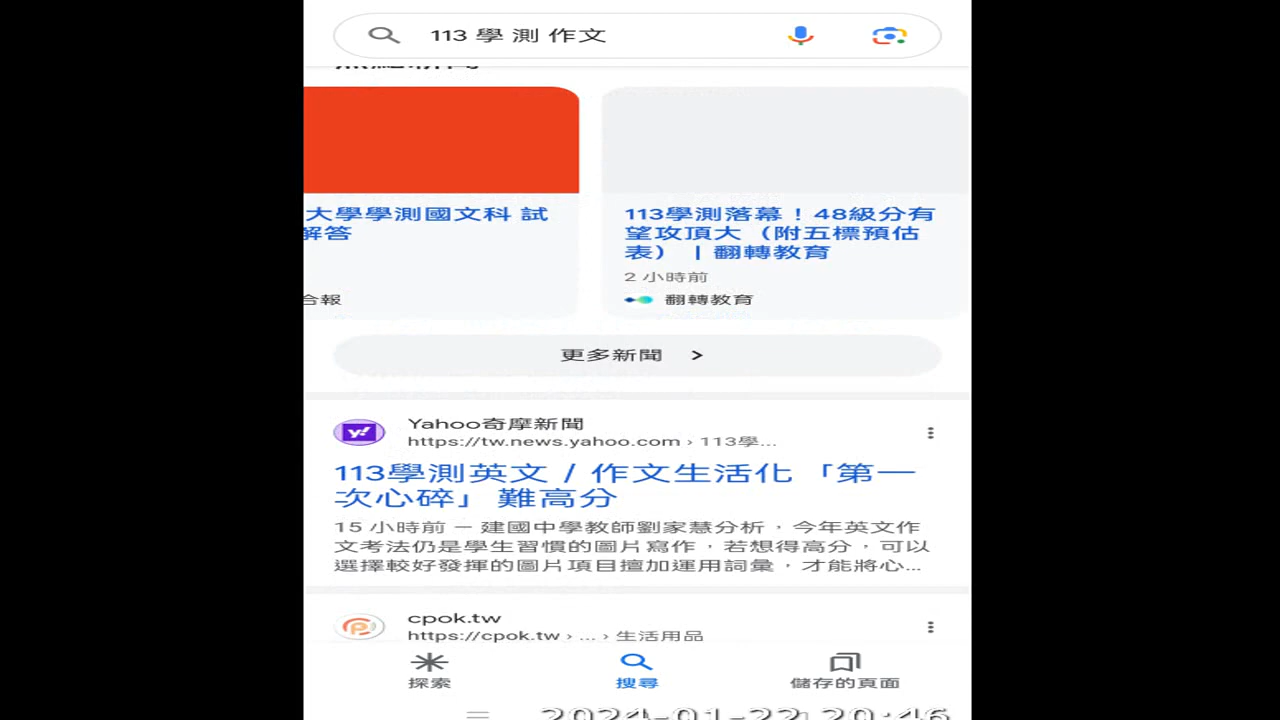 113 學 測 作文
焦點新聞
大學學測國文科 試
解答
合報
113學測落幕！48級分有
望攻頂大（附五標預估
表）｜翻轉教育
2 小時前
翻轉教育
更多新聞 >
Yahoo奇摩新聞
https://tw.news.yahoo.com › 113學...
113學測英文 / 作文生活化 「第一
次心碎」 難高分
15 小時前 — 建國中學教師劉家慧分析，今年英文作
文考法仍是學生習慣的圖片寫作，若想得高分，可以
選擇較好發揮的圖片項目擅加運用詞彙，才能將心...
cpok.tw
https://cpok.tw › ... › 生活用品
探索
搜尋
儲存的頁面
2024-01-22 20:46